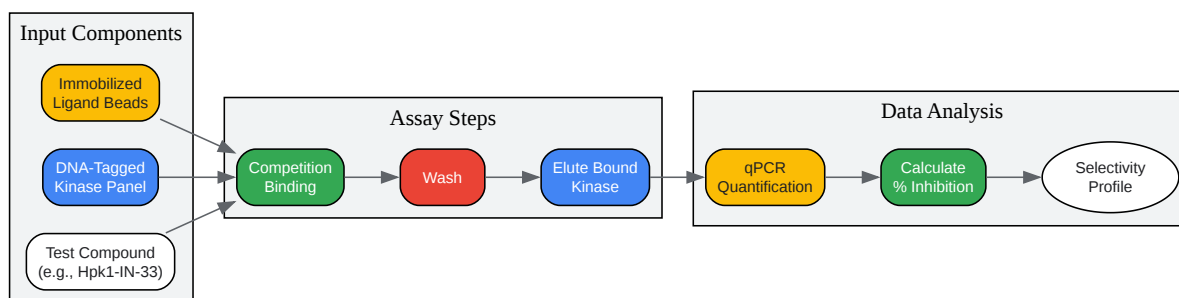 Input Components
Immobilized
Ligand Beads
DNA-Tagged
Kinase Panel
Test Compound
(e.g., Hpk1-IN-33)
Assay Steps
Competition
Binding
Wash
Elute Bound
Kinase
Data Analysis
qPCR
Quantification
Calculate
% Inhibition
Selectivity
Profile